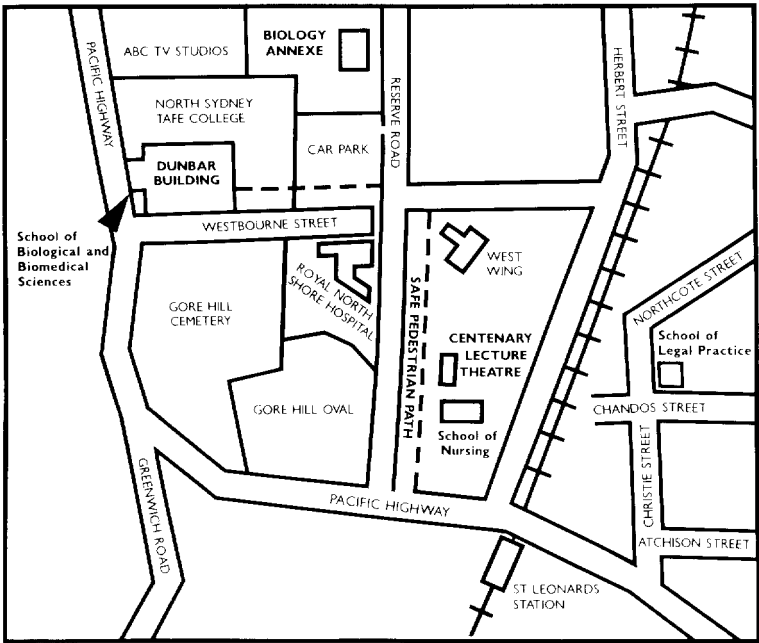 PACIFIC HIGHWAY
ABC TV STUDIOS
BIOLOGY
ANNEXE
RESERVE ROAD
HERBERT STREET
NORTH SYDNEY
TAFE COLLEGE
CAR PARK
DUNBAR
BUILDING
WESTBOURNE STREET
School of
Biological and
Biomedical
Sciences
GORE HILL
CEMETERY
ROYAL NORTH
SHORE HOSPITAL
SAFE PEDESTRIAN PATH
WEST
WING
NORTHCOTE STREET
CENTENARY
LECTURE
THEATRE
School of
Legal Practice
GORE HILL OVAL
School of
Nursing
CHANDOS STREET
CHRISTIE STREET
GREENWICH ROAD
PACIFIC HIGHWAY
ATCHISON STREET
ST LEONARDS
STATION